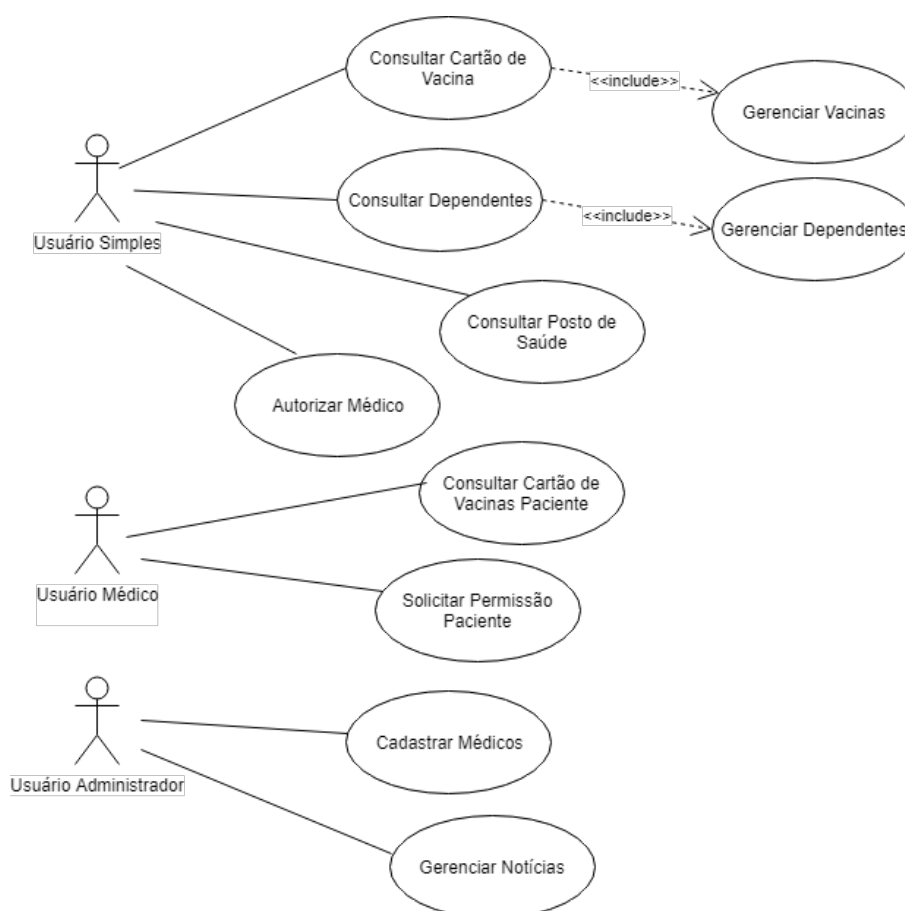 Consultar Cartão de
Vacina
<<include>>
Gerenciar Vacinas
Usuário Simples
Consultar Dependentes
<<include>>
Gerenciar Dependentes
Consultar Posto de
Saúde
Autorizar Médico
Consultar Cartão de
Vacinas Paciente
Usuário Médico
Solicitar Permissão
Paciente
Usuário Administrador
Cadastrar Médicos
Gerenciar Notícias